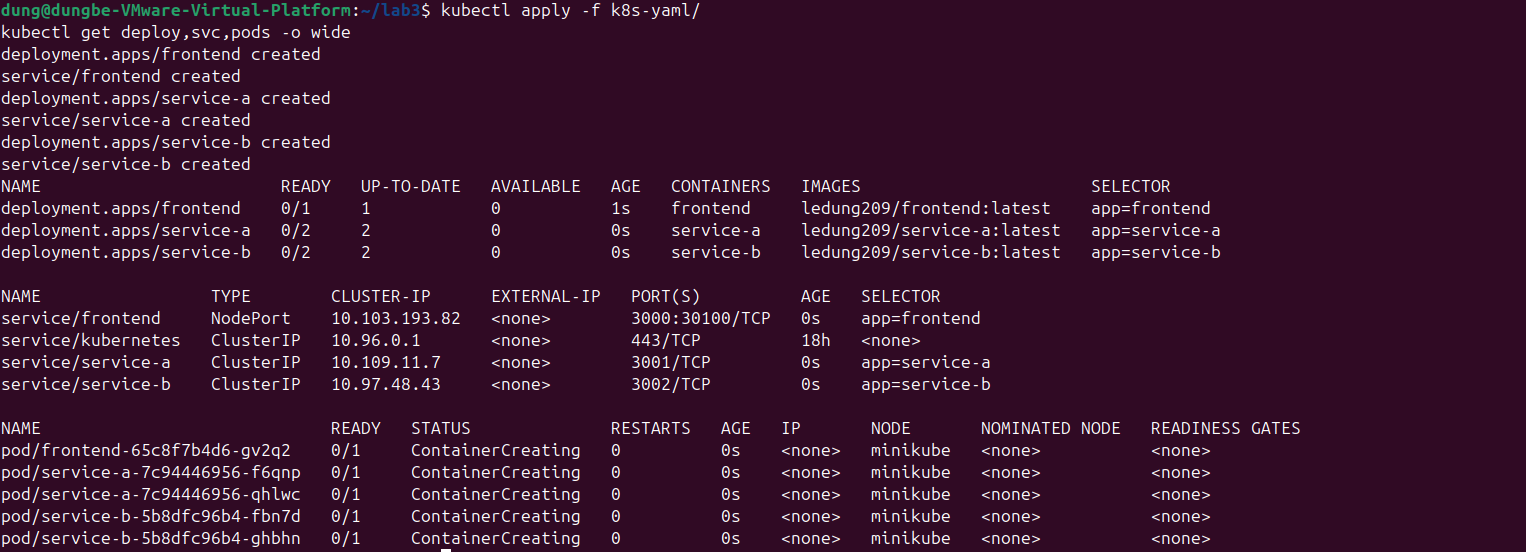 dung@dungbe-VMware-Virtual-Platform:~/lab3$ kubectl apply -f k8s-yaml/
kubectl get deploy,svc,pods -o wide
deployment.apps/frontend created
service/frontend created
deployment.apps/service-a created
service/service-a created
deployment.apps/service-b created
service/service-b created
NAME READY UP-TO-DATE AVAILABLE AGE CONTAINERS IMAGES SELECTOR
deployment.apps/frontend 0/1 1 0 1s frontend ledung209/frontend:latest app=frontend
deployment.apps/service-a 0/2 2 0 0s service-a ledung209/service-a:latest app=service-a
deployment.apps/service-b 0/2 2 0 0s service-b ledung209/service-b:latest app=service-b
NAME TYPE CLUSTER-IP EXTERNAL-IP PORT(S) AGE SELECTOR
service/frontend NodePort 10.103.193.82 <none> 3000:30100/TCP 0s app=frontend
service/kubernetes ClusterIP 10.96.0.1 <none> 443/TCP 18h <none>
service/service-a ClusterIP 10.109.11.7 <none> 3001/TCP 0s app=service-a
service/service-b ClusterIP 10.97.48.43 <none> 3002/TCP 0s app=service-b
NAME READY STATUS RESTARTS AGE IP NODE NOMINATED NODE READINESS GATES
pod/frontend-65c8f7b4d6-gv2q2 0/1 ContainerCreating 0 0s <none> minikube <none> <none>
pod/service-a-7c94446956-f6qnp 0/1 ContainerCreating 0 0s <none> minikube <none> <none>
pod/service-a-7c94446956-qhlwc 0/1 ContainerCreating 0 0s <none> minikube <none> <none>
pod/service-b-5b8dfc96b4-fbn7d 0/1 ContainerCreating 0 0s <none> minikube <none> <none>
pod/service-b-5b8dfc96b4-ghbhn 0/1 ContainerCreating 0 0s <none> minikube <none> <none>